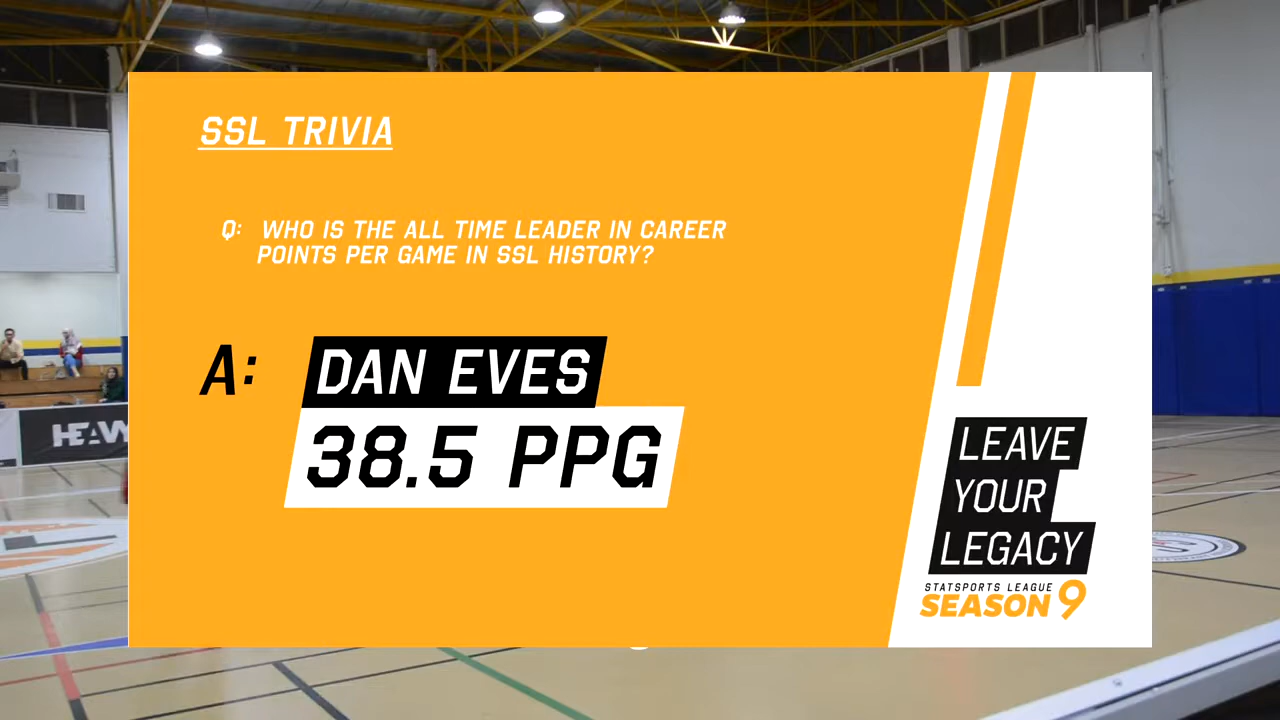 SSL TRIVIA
Q: WHO IS THE ALL TIME LEADER IN CAREER
POINTS PER GAME IN SSL HISTORY?
A: DAN EVES
38.5 PPG
LEAVE
YOUR
LEGACY
STATSPORTS LEAGUE
SEASON 9